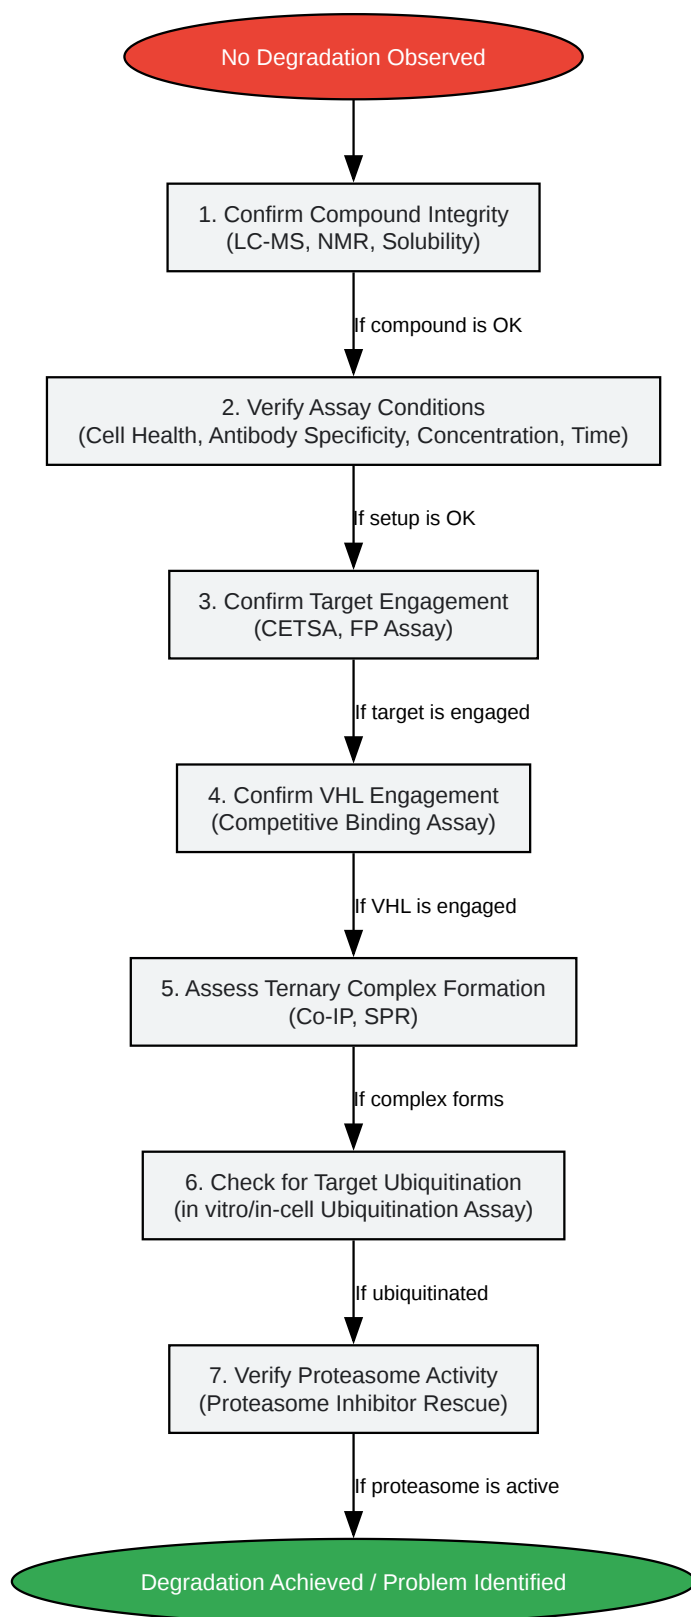 No Degradation Observed
1. Confirm Compound Integrity
(LC-MS, NMR, Solubility)
If compound is OK
2. Verify Assay Conditions
(Cell Health, Antibody Specificity, Concentration, Time)
If setup is OK
3. Confirm Target Engagement
(CETSA, FP Assay)
If target is engaged
4. Confirm VHL Engagement
(Competitive Binding Assay)
If VHL is engaged
5. Assess Ternary Complex Formation
(Co-IP, SPR)
If complex forms
6. Check for Target Ubiquitination
(in vitro/in-cell Ubiquitination Assay)
If ubiquitinated
7. Verify Proteasome Activity
(Proteasome Inhibitor Rescue)
If proteasome is active
Degradation Achieved / Problem Identified